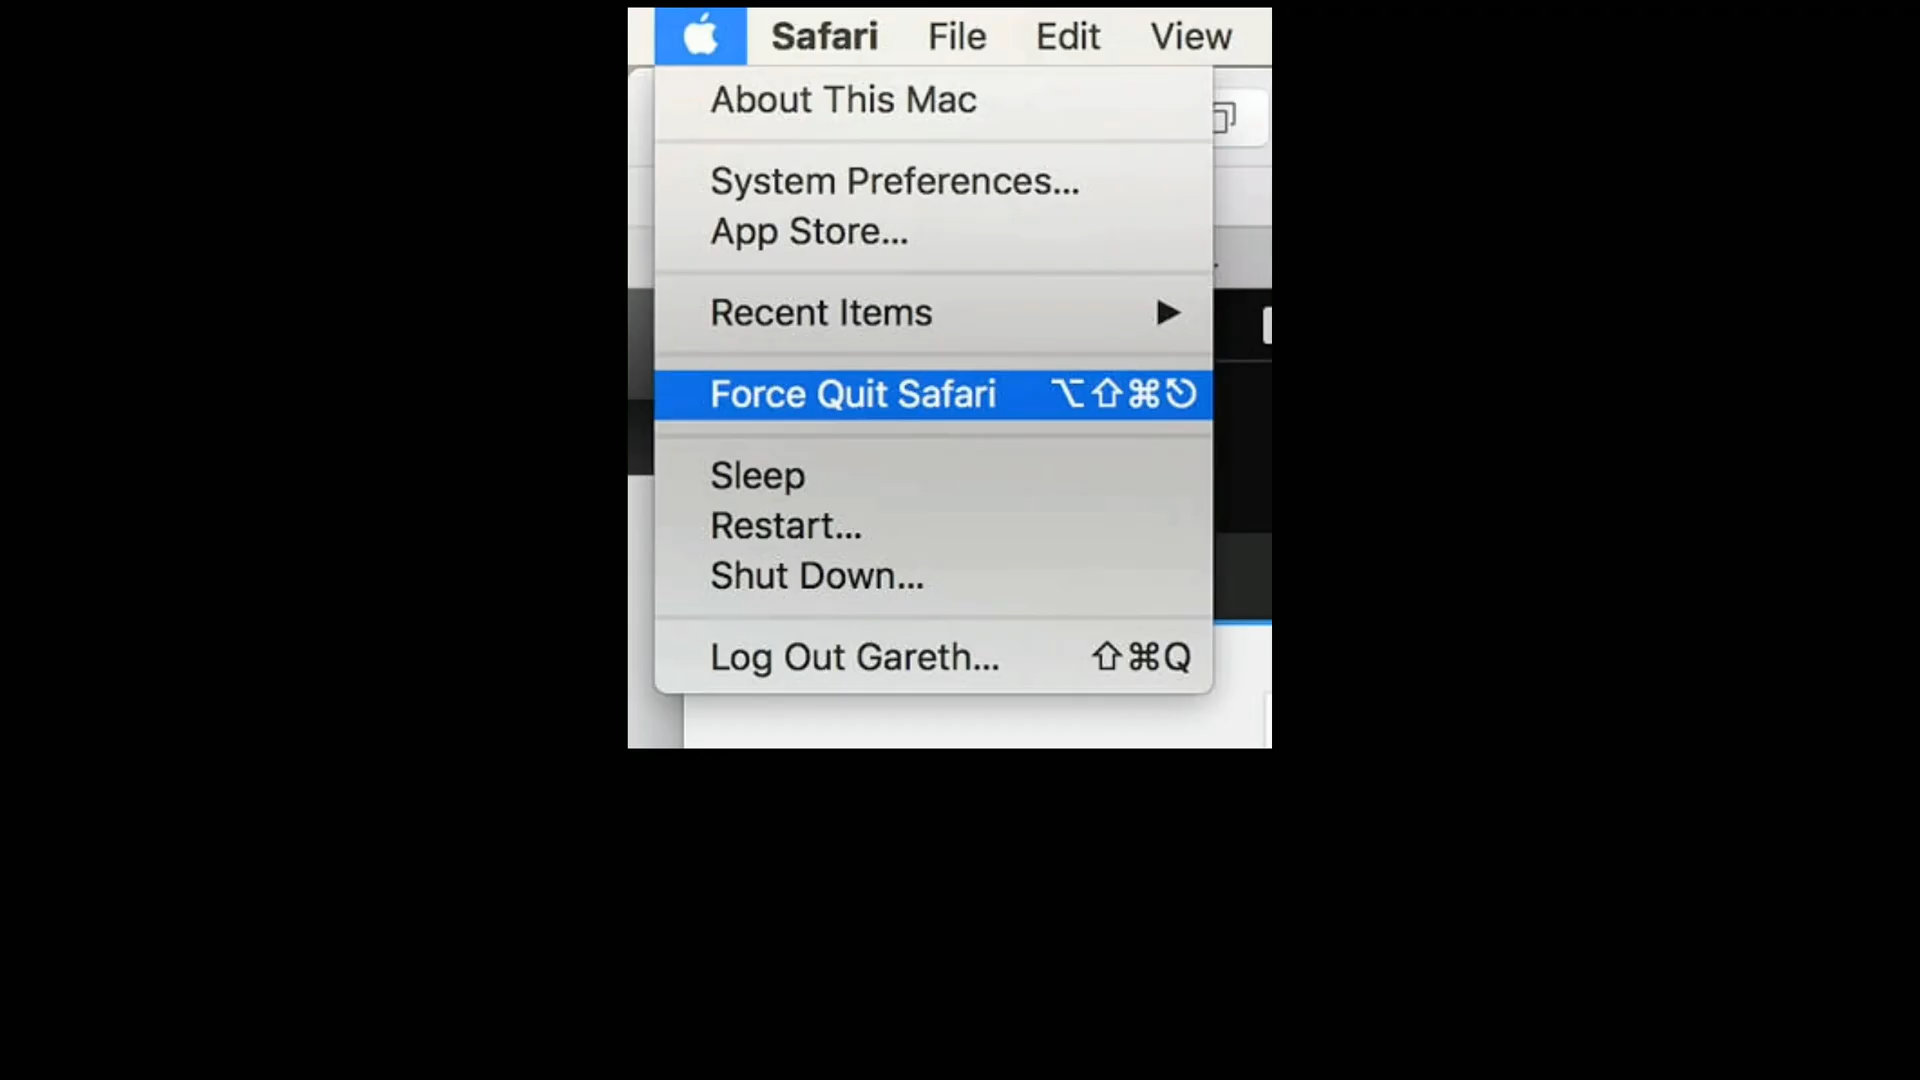 Safari File Edit View
About This Mac
System Preferences...
App Store...
Recent Items ▶
Force Quit Safari ⌥⇧⌘⎋
Sleep
Restart...
Shut Down...
Log Out Gareth... ⇧⌘Q